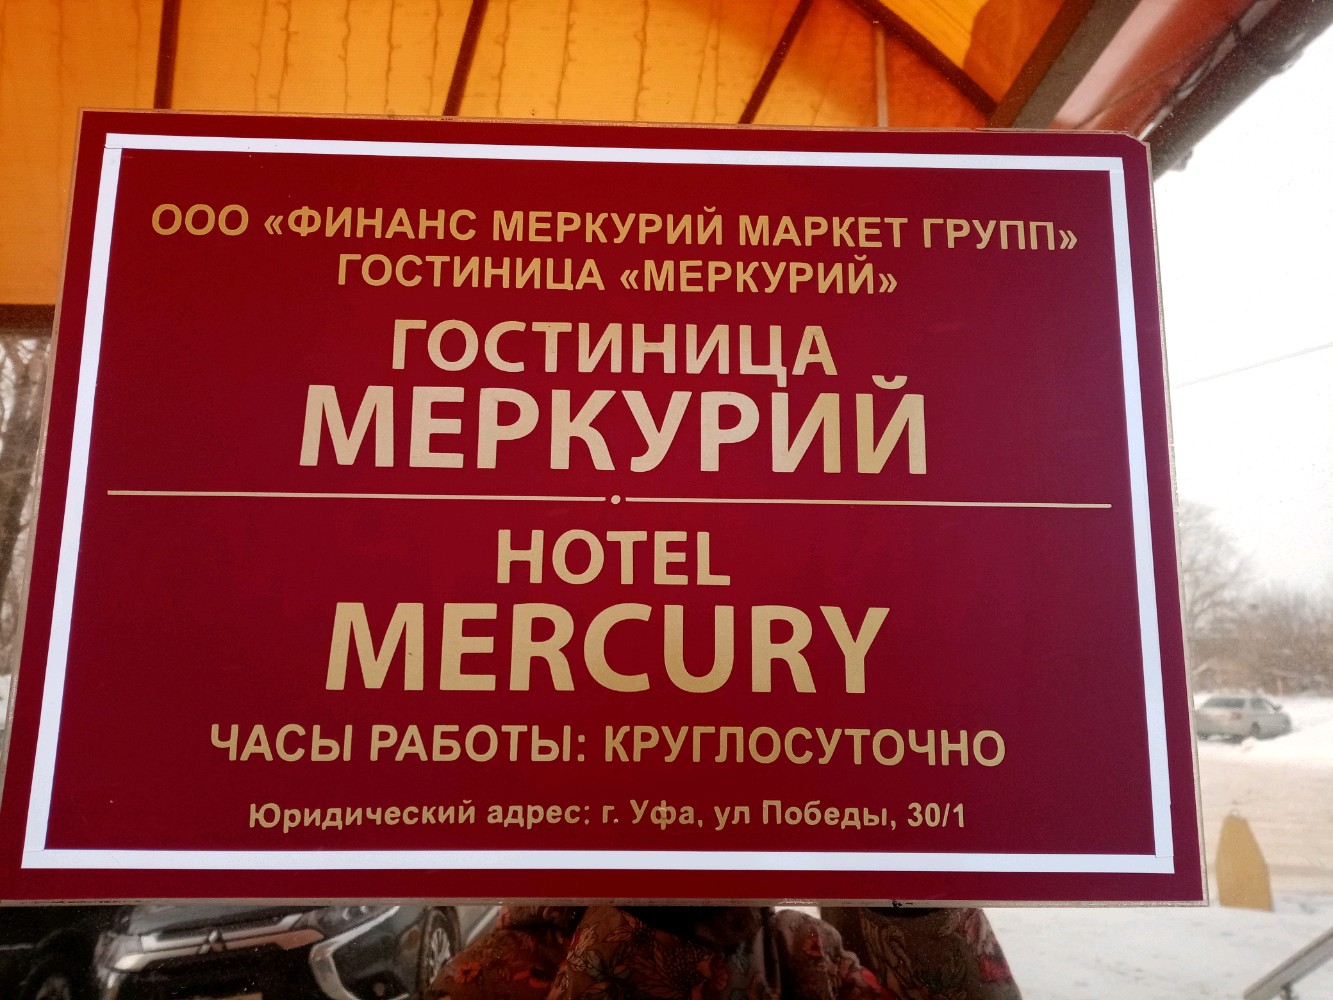 ООО «ФИНАНС МЕРКУРИЙ МАРКЕТ ГРУПП»
ГОСТИНИЦА «МЕРКУРИЙ»
ГОСТИНИЦА
МЕРКУРИЙ
HOTEL
MERCURY
ЧАСЫ РАБОТЫ: КРУГЛОСУТОЧНО
Юридический адрес: г. Уфа, ул Победы, 30/1